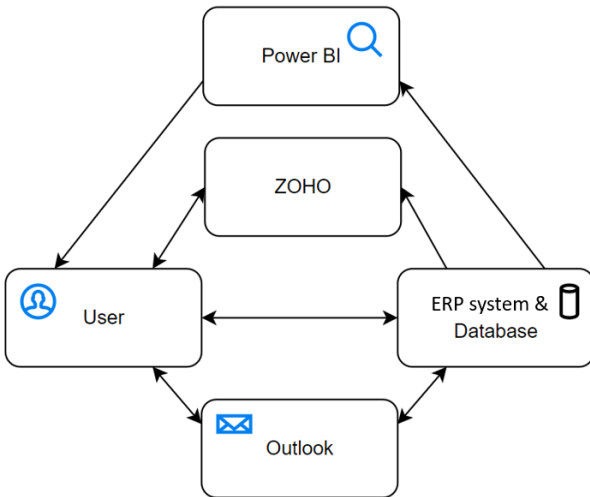 Power BI
ZOHO
User
ERP system &
Database
Outlook